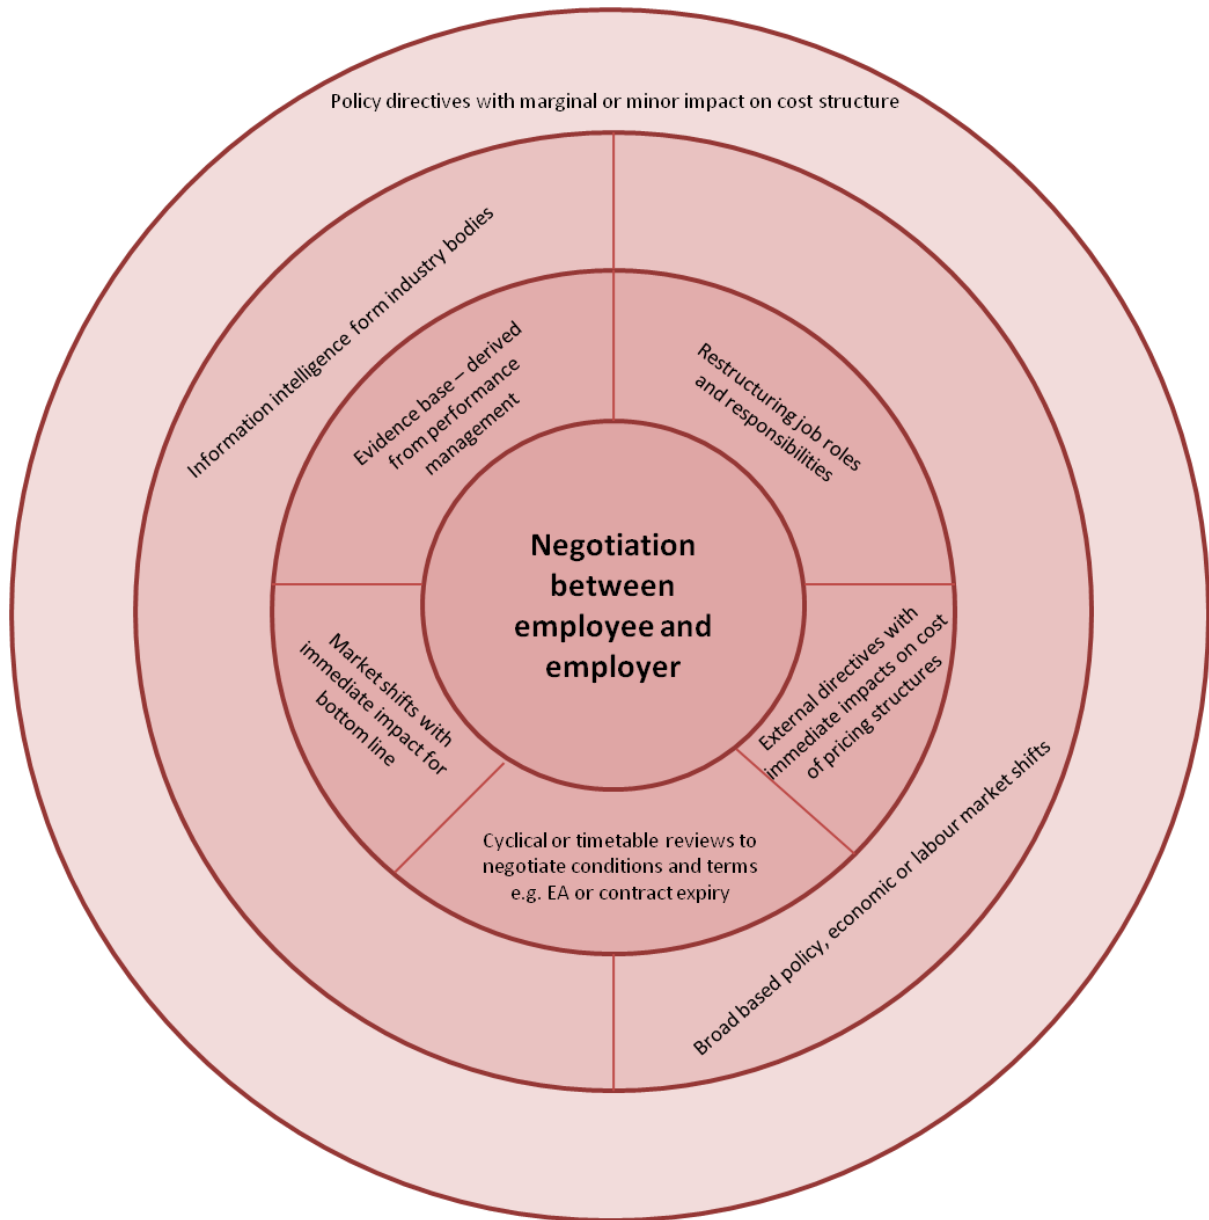 Policy directives with marginal or minor impact on cost structure
Information intelligence form industry bodies
Evidence base – derived
from performance
management
Restructuring job roles
and responsibilities
Negotiation
between
employee and
employer
Market shifts with
immediate impact for
bottom line
External directives with
immediate impacts on cost
of pricing structures
Cyclical or timetable reviews to
negotiate conditions and terms
e.g. EA or contract expiry
Broad based policy, economic or labour market shifts